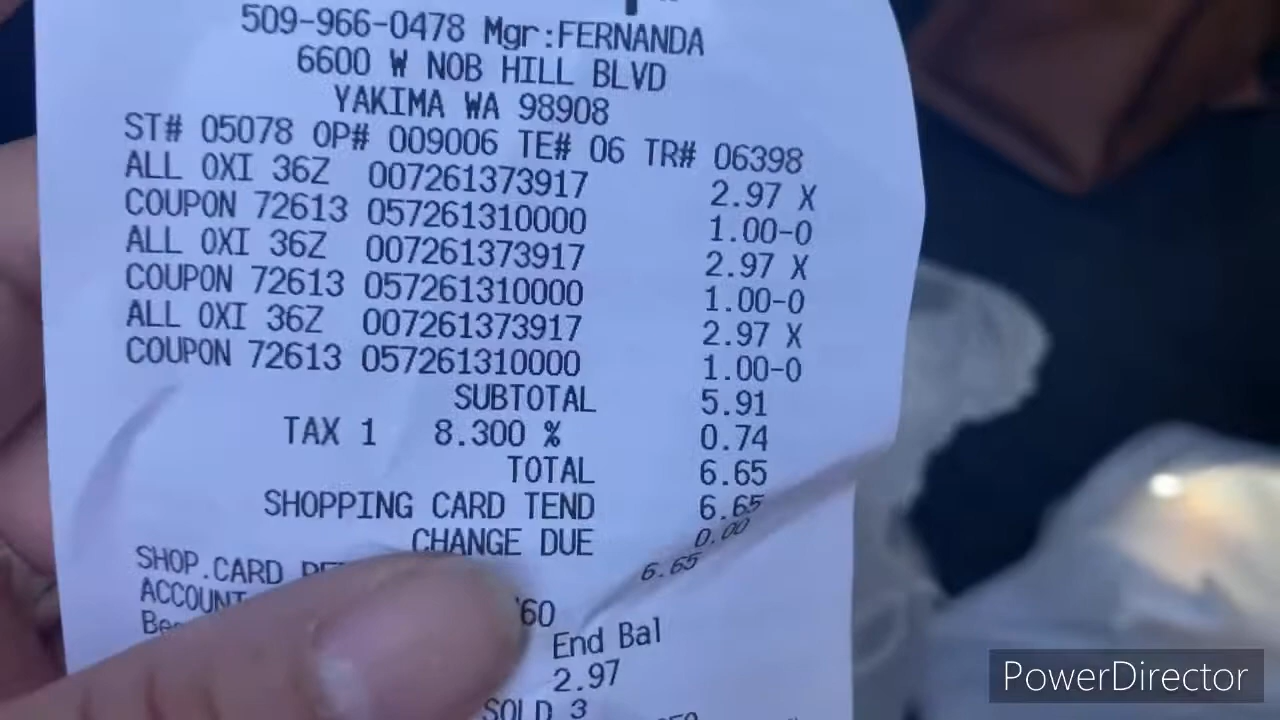 509-966-0478 Mgr:FERNANDA
6600 W NOB HILL BLVD
YAKIMA WA 98908
ST# 05078 OP# 009006 TE# 06 TR# 06398
ALL OXI 36Z 007261373917 2.97 X
COUPON 72613 057261310000 1.00-O
ALL OXI 36Z 007261373917 2.97 X
COUPON 72613 057261310000 1.00-O
ALL OXI 36Z 007261373917 2.97 X
COUPON 72613 057261310000 1.00-O
SUBTOTAL 5.91
TAX 1 8.300 % 0.74
TOTAL 6.65
SHOPPING CARD TEND 6.65
CHANGE DUE 0.00
SHOP.CARD 6.65
ACCOUNT 60
End Bal
2.97
SOLD 3
PowerDirector